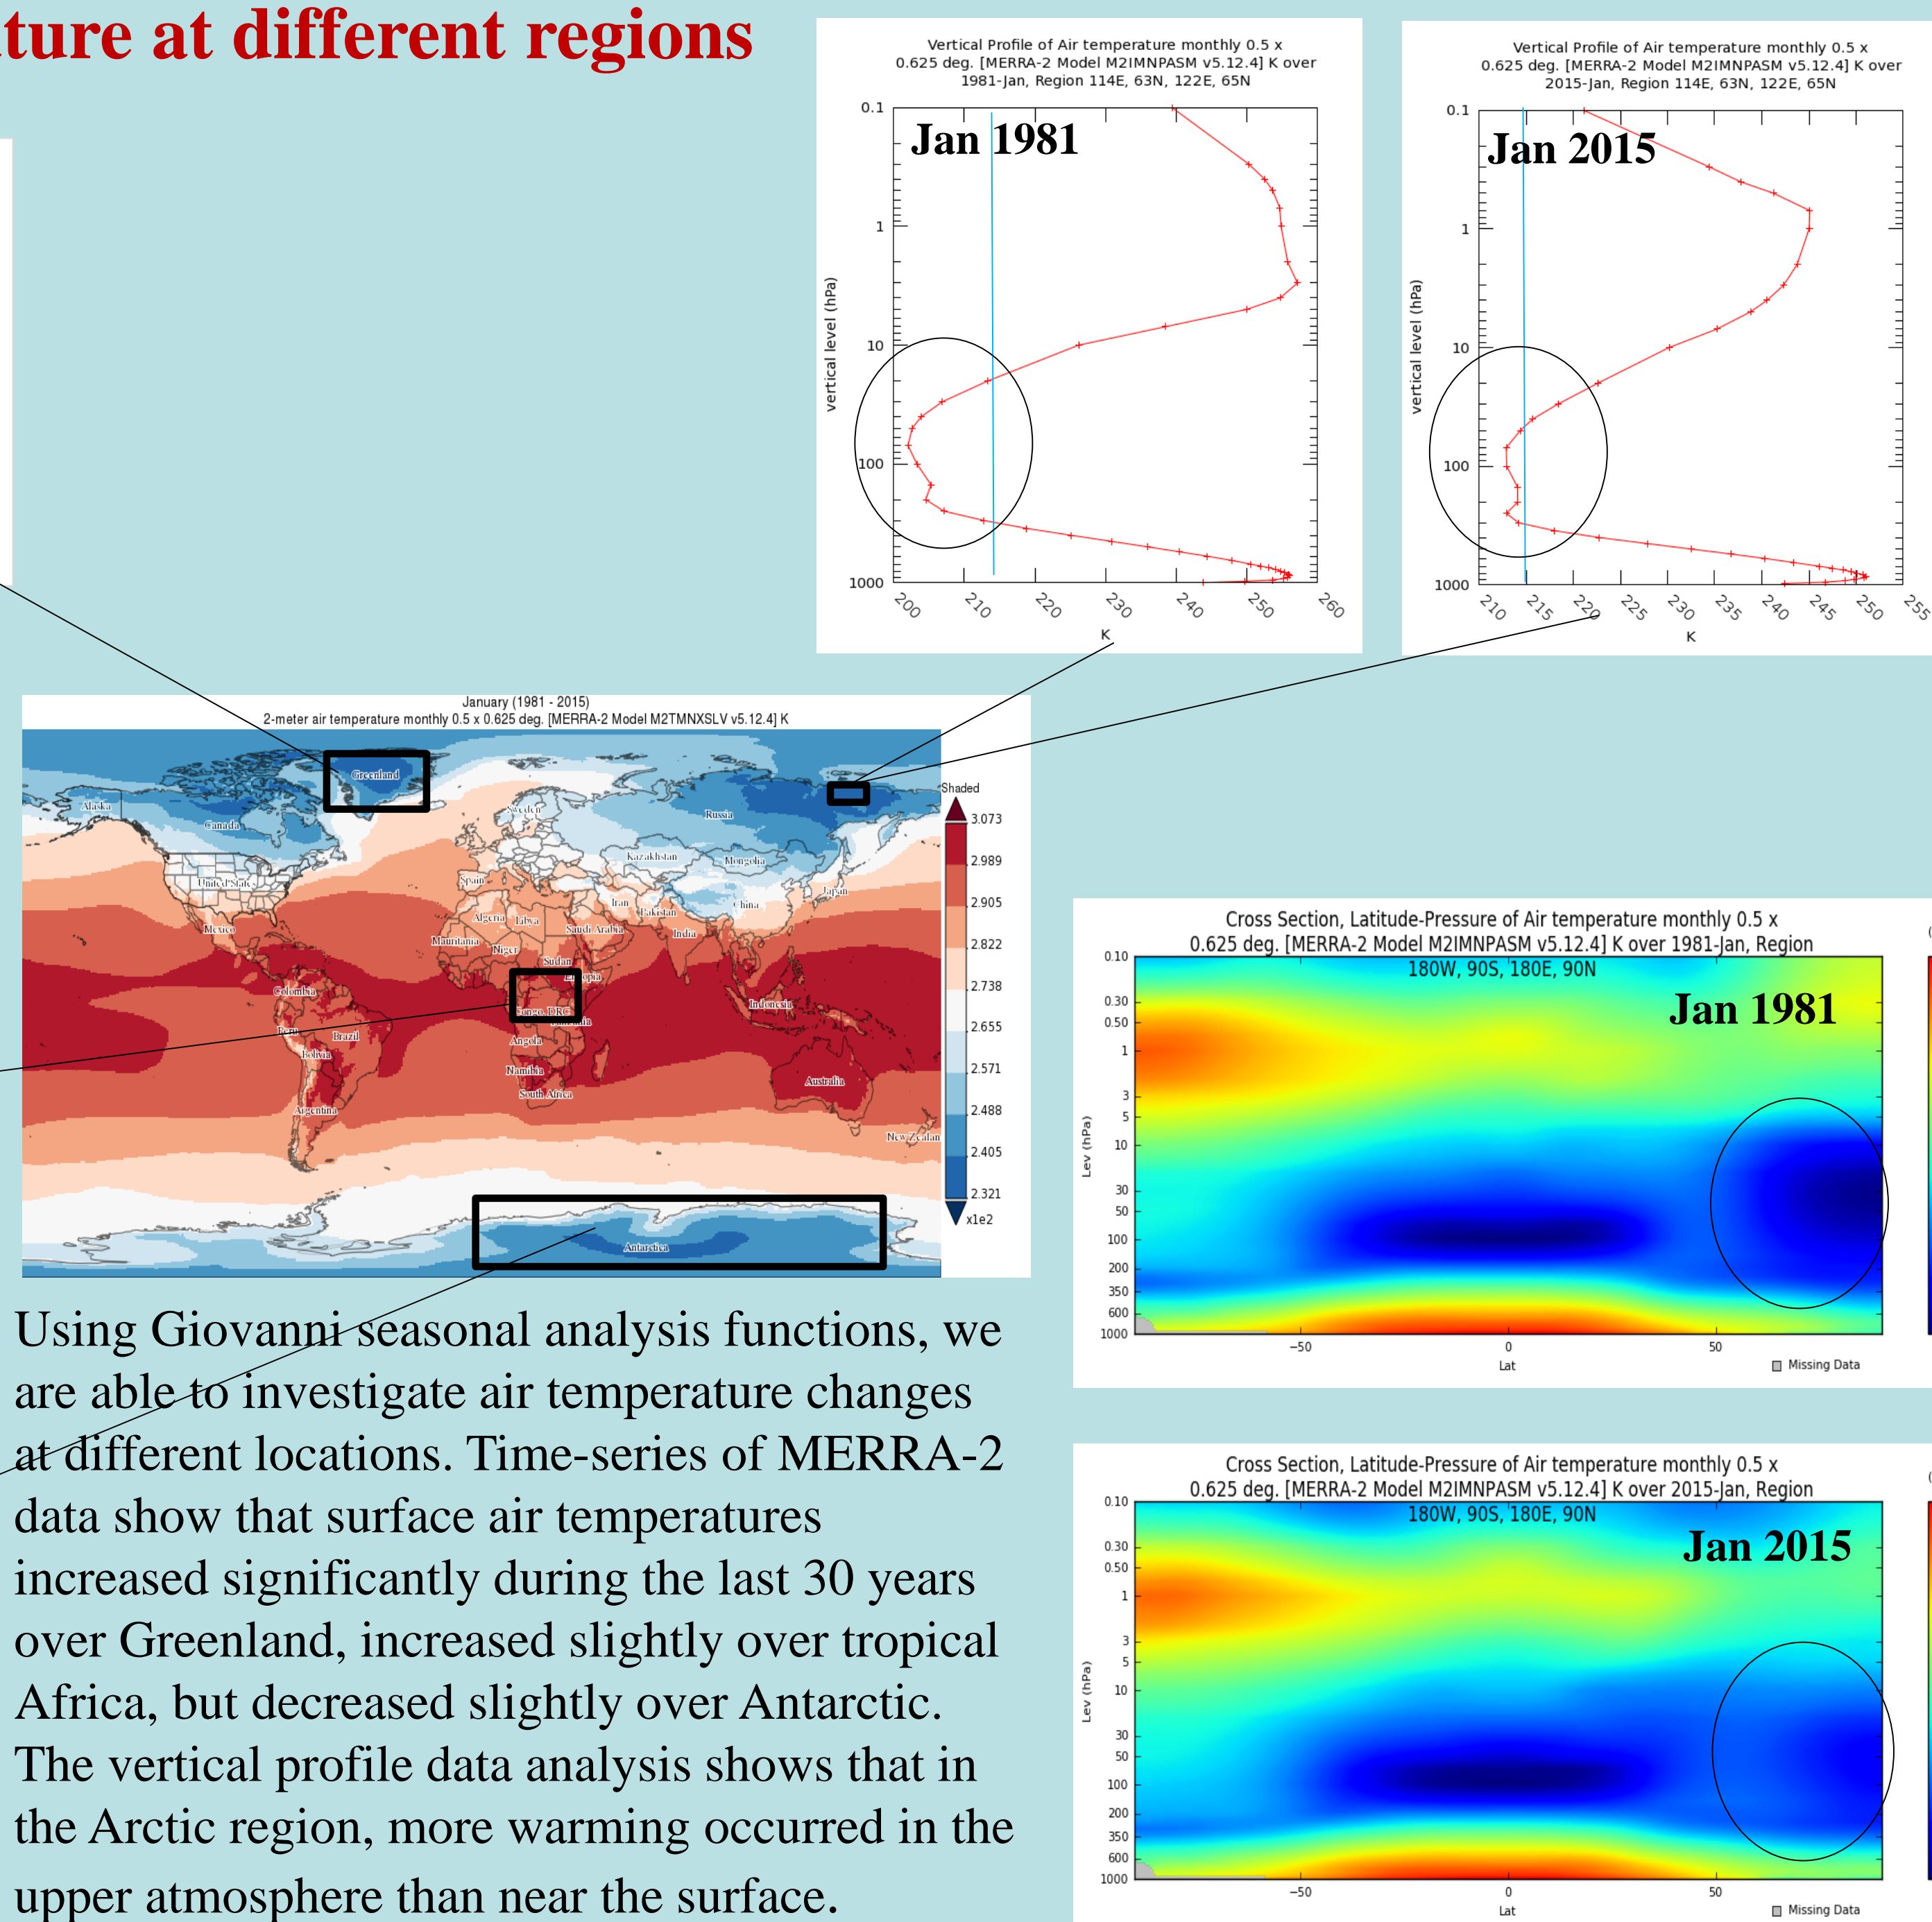 ture at different regions
Vertical Profile of Air temperature monthly 0.5 x
0.625 deg. [MERRA-2 Model M2IMNPASM v5.12.4] K over
1981-Jan, Region 114E, 63N, 122E, 65N
Jan 1981
0.1
1
10
100
1000
vertical level (hPa)
200 210 220 230 240 250 260
K
Vertical Profile of Air temperature monthly 0.5 x
0.625 deg. [MERRA-2 Model M2IMNPASM v5.12.4] K over
2015-Jan, Region 114E, 63N, 122E, 65N
Jan 2015
0.1
1
10
100
1000
vertical level (hPa)
210 215 220 225 230 235 240 245 250 255
K
January (1981 - 2015)
2-meter air temperature monthly 0.5 x 0.625 deg. [MERRA-2 Model M2TMNXSLV v5.12.4] K
Greenland
Alaska
Canada
Sweden
Russia
United States
Kazakhstan
Mongolia
Spain
Japan
Iran
China
Algeria
Libya
Pakistan
Mexico
Saudi Arabia
India
Mauritania
Niger
Sudan
Colombia
Indonesia
Congo, DRC
Peru
Brazil
Angola
Bolivia
Namibia
Australia
South Africa
Argentina
New Zealan
Antarctica
Shaded
3.073
2.989
2.905
2.822
2.738
2.655
2.571
2.488
2.405
2.321
x1e2
Using Giovanni seasonal analysis functions, we
are able to investigate air temperature changes
at different locations. Time-series of MERRA-2
data show that surface air temperatures
increased significantly during the last 30 years
over Greenland, increased slightly over tropical
Africa, but decreased slightly over Antarctic.
The vertical profile data analysis shows that in
the Arctic region, more warming occurred in the
upper atmosphere than near the surface.
Cross Section, Latitude-Pressure of Air temperature monthly 0.5 x
0.625 deg. [MERRA-2 Model M2IMNPASM v5.12.4] K over 1981-Jan, Region
180W, 90S, 180E, 90N
Jan 1981
0.10
0.30
0.50
1
3
5
10
30
50
100
200
350
600
1000
Lev (hPa)
−50 0 50
Lat
Missing Data
Cross Section, Latitude-Pressure of Air temperature monthly 0.5 x
0.625 deg. [MERRA-2 Model M2IMNPASM v5.12.4] K over 2015-Jan, Region
180W, 90S, 180E, 90N
Jan 2015
0.10
0.30
0.50
1
3
5
10
30
50
100
200
350
600
1000
Lev (hPa)
−50 0 50
Lat
Missing Data